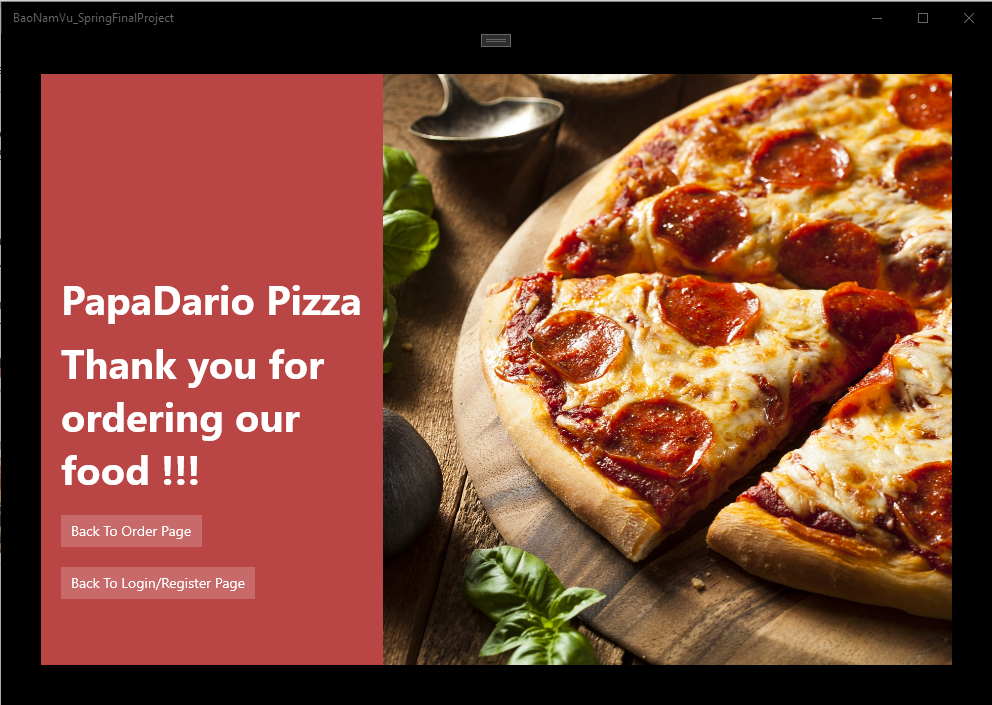 BaoNamVu_SpringFinalProject
PapaDario Pizza
Thank you for
ordering our
food !!!
Back To Order Page
Back To Login/Register Page